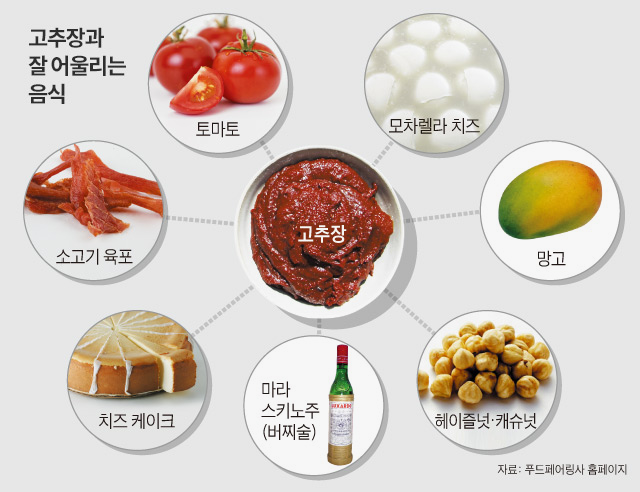 고추장과
잘 어울리는
음식
토마토
모차렐라 치즈
소고기 육포
고추장
망고
치즈 케이크
마라
스키노주
(버찌술)
LUXARDO
헤이즐넛·캐슈넛
자료: 푸드페어링사 홈페이지